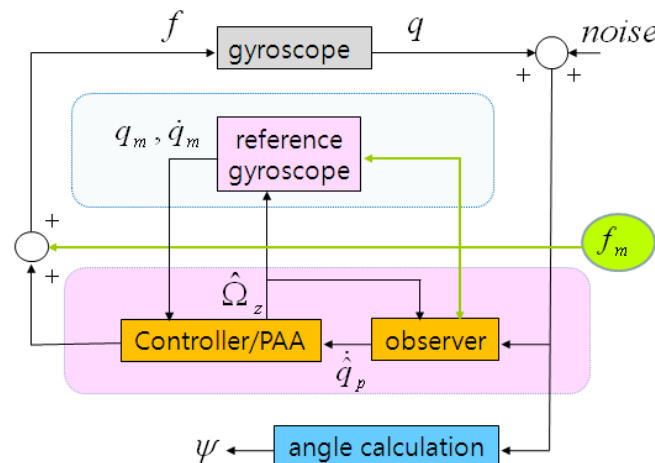 f gyroscope q noise
+ +
q_m , q̇_m reference gyroscope
+
+
f_m
Ω̂_z
Controller/PAA observer
q̇̂_p
ψ angle calculation